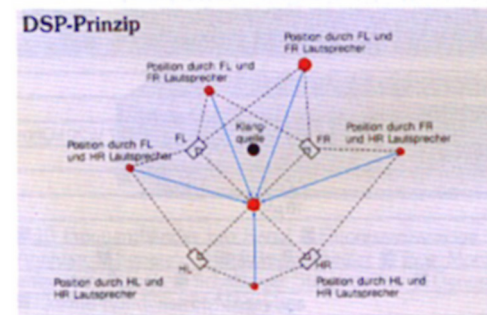 DSP-Prinzip
Position durch FL und
FR Lautsprecher
Position durch FL und
FR Lautsprecher
FL
Klang-
quelle
FR
Position durch FR
und HR Lautsprecher
Position durch FL
und HR Lautsprecher
HL
HR
Position durch HL und
HR Lautsprecher
Position durch HL und
HR Lautsprecher